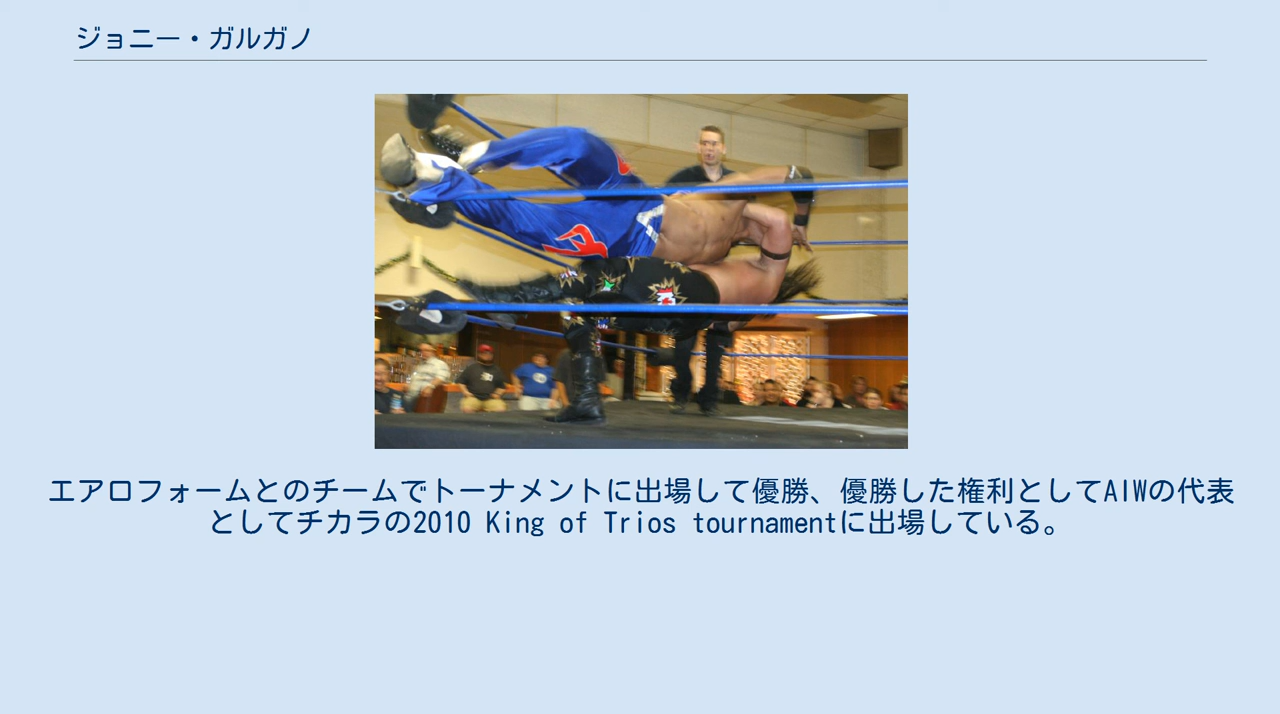 ジョニー・ガルガノ
エアロフォームとのチームでトーナメントに出場して優勝、優勝した権利としてAIWの代表
としてチカラの2010 King of Trios tournamentに出場している。